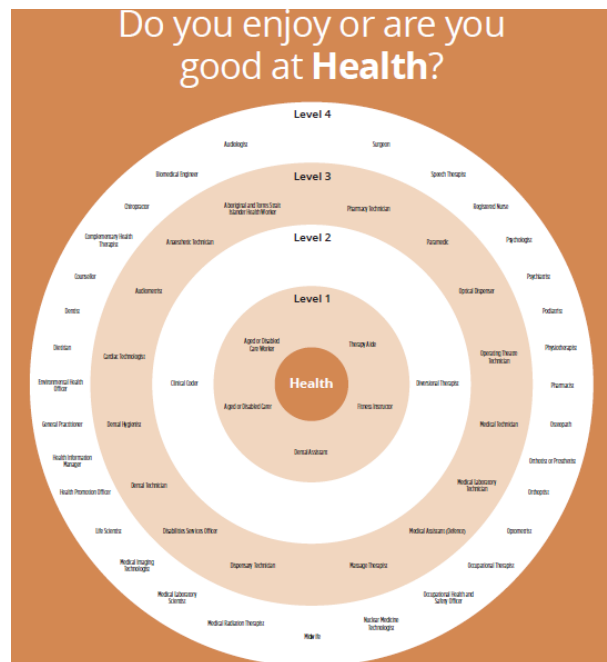 Do you enjoy or are you
good at Health?
Level 4
Audiologist
Surgeon
Biomedical Engineer
Speech Therapist
Chiropractor
Registered Nurse
Complementary Health
Therapist
Psychologist
Counsellor
Psychiatrist
Dentist
Podiatrist
Dietitian
Physiotherapist
Environmental Health
Officer
Pharmacist
General Practitioner
Osteopath
Health Information
Manager
Orthotist or Prosthetist
Health Promotion Officer
Orthoptist
Life Scientist
Optometrist
Medical Imaging
Technologist
Occupational Therapist
Medical Laboratory
Scientist
Occupational Health and
Safety Officer
Medical Radiation Therapist
Nuclear Medicine
Technologist
Midwife
Level 3
Aboriginal and Torres Strait
Islander Health Worker
Pharmacy Technician
Anaesthetic Technician
Paramedic
Audiometrist
Optical Dispenser
Cardiac Technologist
Operating Theatre
Technician
Dental Hygienist
Medical Technician
Dental Technician
Medical Laboratory
Technician
Disabilities Services Officer
Medical Assistant (Defence)
Dispensary Technician
Massage Therapist
Level 2
Clinical Coder
Diversional Therapist
Level 1
Aged or Disabled
Care Worker
Therapy Aide
Aged or Disabled Carer
Fitness Instructor
Dental Assistant
Health